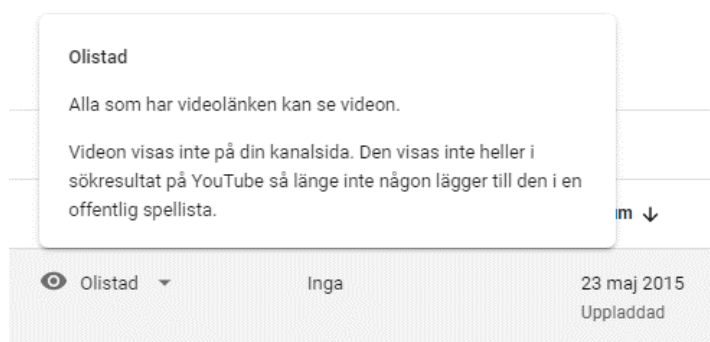 Olistad
Alla som har videolänken kan se videon.
Videon visas inte på din kanalsida. Den visas inte heller i
sökresultat på YouTube så länge inte någon lägger till den i en
offentlig spellista.
um ↓
Olistad
Inga
23 maj 2015
Uppladdad